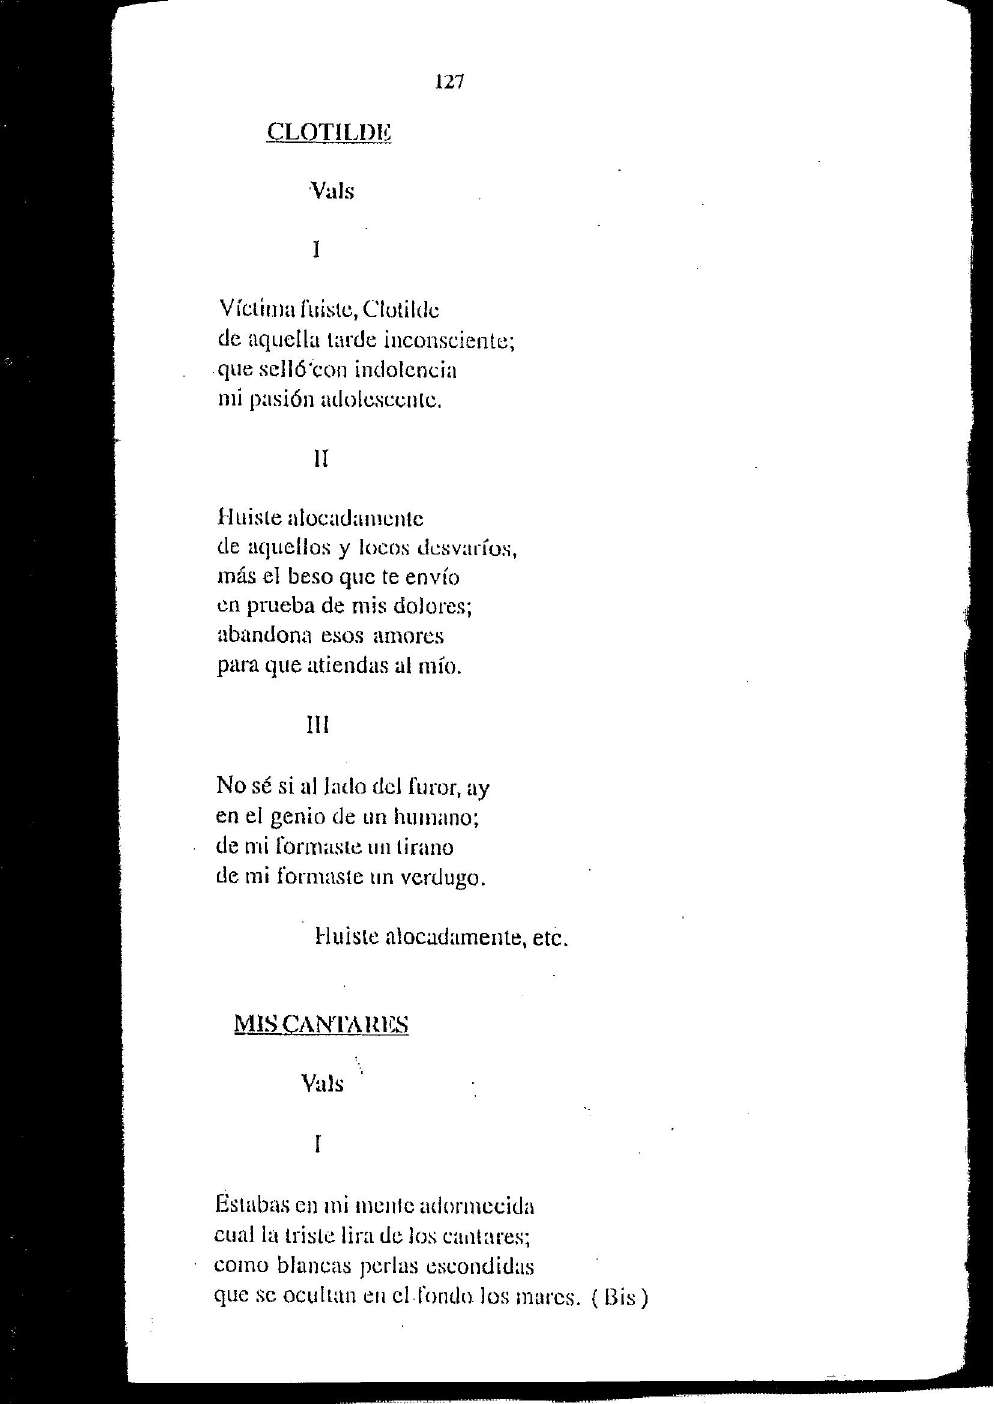 127
CLOTILDE
Vals
I
Víctima fuiste, Clotilde
de aquella tarde inconsciente;
que selló con indolencia
mi pasión adolescente.
II
Huiste alocadamente
de aquellos y locos desvaríos,
más el beso que te envío
en prueba de mis dolores;
abandona esos amores
para que atiendas al mío.
III
No sé si al lado del furor, ay
en el genio de un humano;
de mi formaste un tirano
de mi formaste un verdugo.
Huiste alocadamente, etc.
MIS CANTARES
Vals
I
Estabas en mi mente adormecida
cual la triste lira de los cantares;
como blancas perlas escondidas
que se ocultan en el fondo los mares. ( Bis )